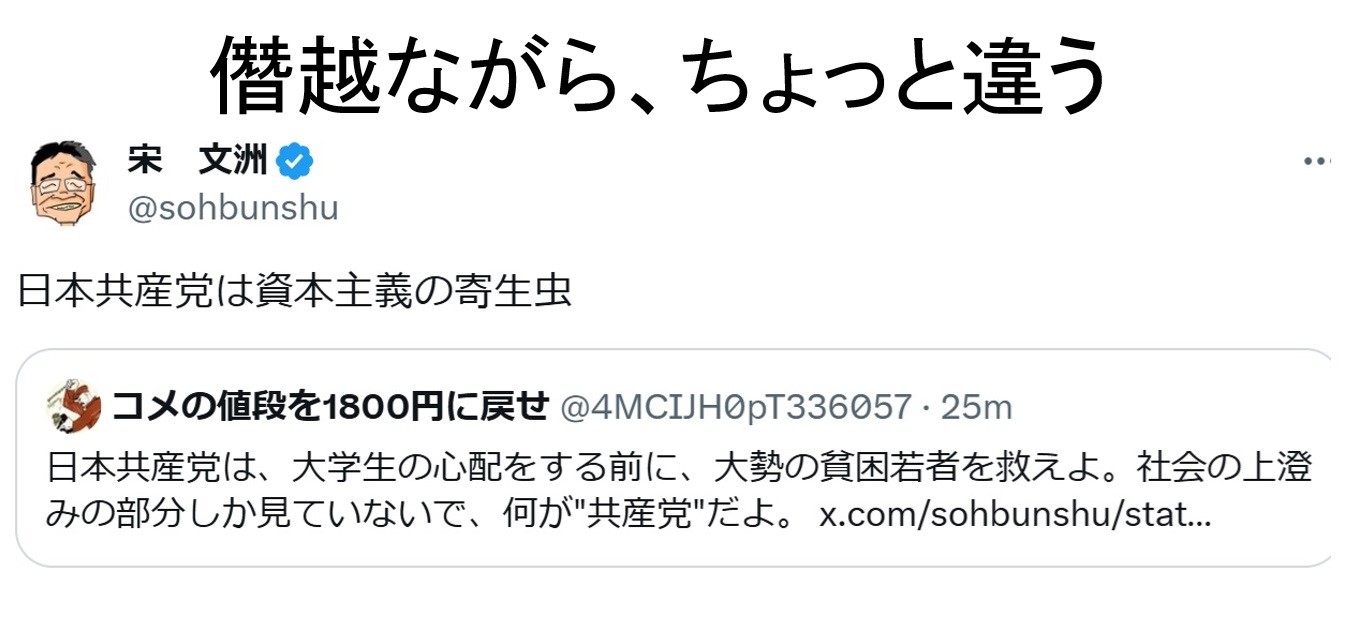 僭越ながら、ちょっと違う
宋 文洲
@sohbunshu
日本共産党は資本主義の寄生虫
コメの値段を1800円に戻せ @4MCIJH0pT336057 · 25m
日本共産党は、大学生の心配をする前に、大勢の貧困若者を救えよ。社会の上澄
みの部分しか見ていないで、何が"共産党"だよ。 x.com/sohbunshu/stat...